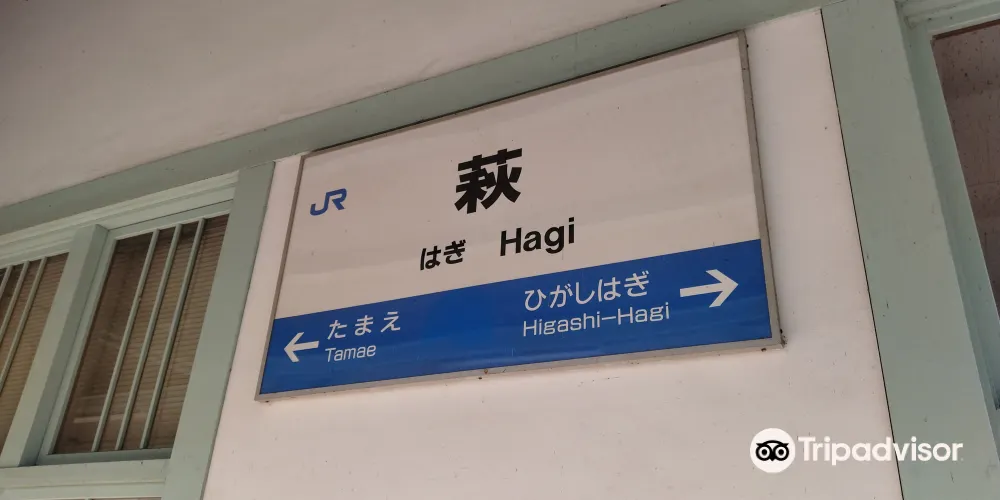 JR
萩
はぎ Hagi
ひがしはぎ →
Higashi-Hagi
← たまえ
Tamae
Tripadvisor